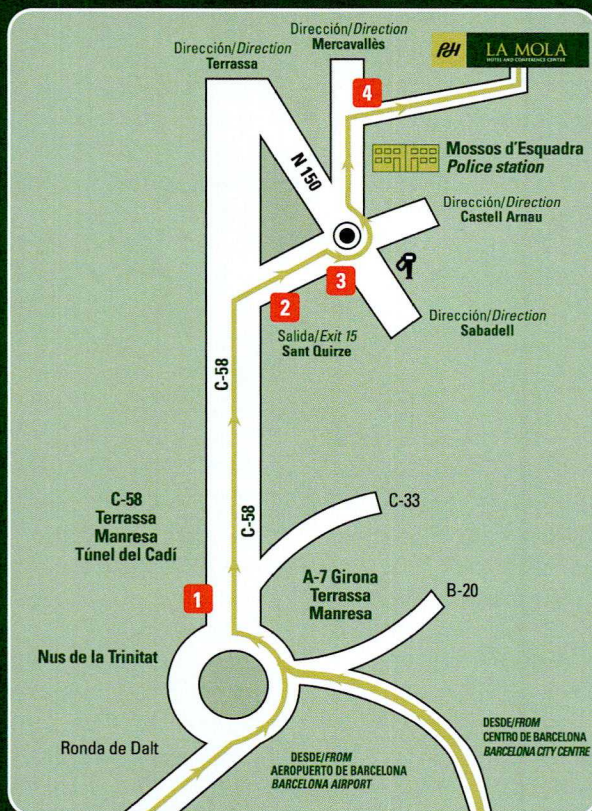 Dirección/Direction
Mercavallès
Dirección/Direction
Terrassa
PH
LA MOLA
HOTEL AND CONFERENCE CENTER
4
Mossos d'Esquadra
Police station
N 150
Dirección/Direction
Castell Arnau
3
2
Salida/Exit 15
Sant Quirze
Dirección/Direction
Sabadell
C-58
C-58
Terrassa
Manresa
Túnel del Cadí
C-58
C-33
A-7 Girona
Terrassa
Manresa
B-20
1
Nus de la Trinitat
Ronda de Dalt
DESDE/FROM
AEROPUERTO DE BARCELONA
BARCELONA AIRPORT
DESDE/FROM
CENTRO DE BARCELONA
BARCELONA CITY CENTRE